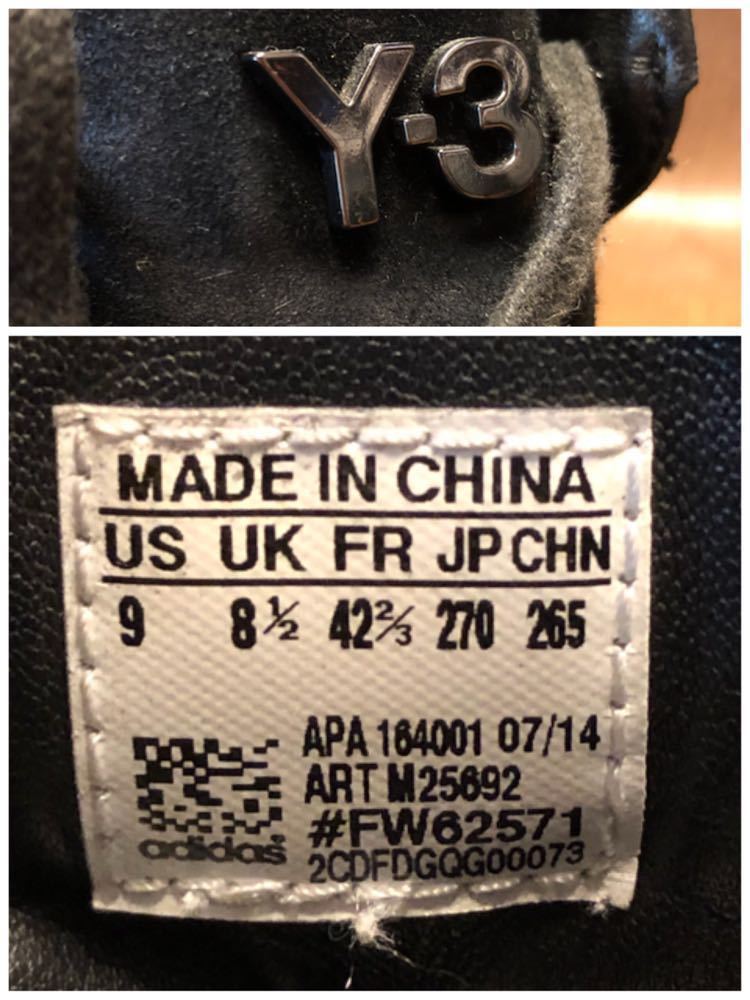 Y-3
MADE IN CHINA
US UK FR JP CHN
9 8½ 42⅔ 270 265
APA 164001 07/14
ART M25692
#FW62571
adidas
2CDFDGQG00073